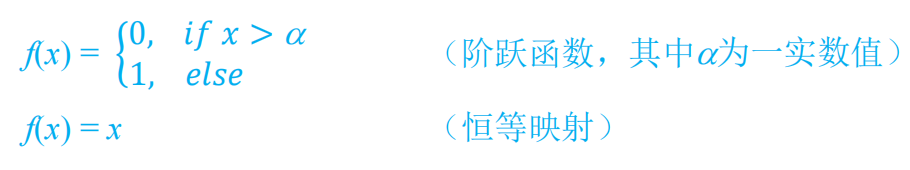 f(x) = {0, if x > α （阶跃函数，其中α为一实数值）
{1, else
f(x) = x （恒等映射）